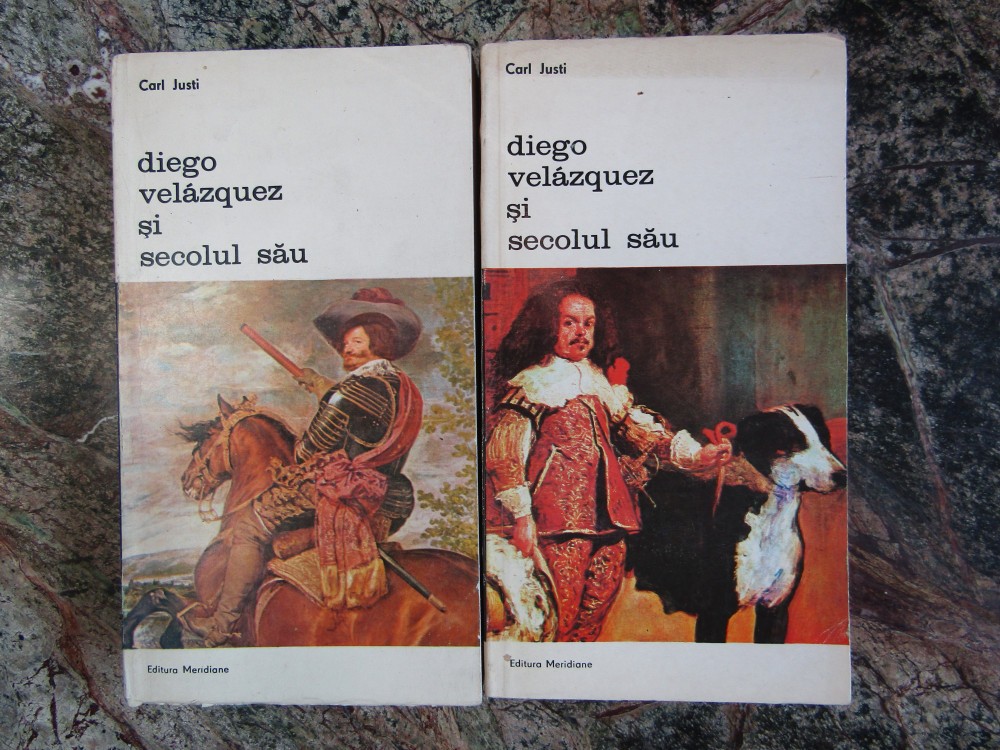 Carl Justi
diego
velázquez
şi
secolul său
Editura Meridiane
Carl Justi
diego
velázquez
şi
secolul său
Editura Meridiane